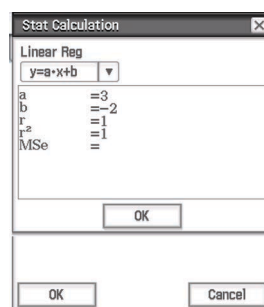 Stat Calculation
Linear Reg
y=a•x+b
a =3
b =-2
r =1
r² =1
MSe =
OK
OK Cancel